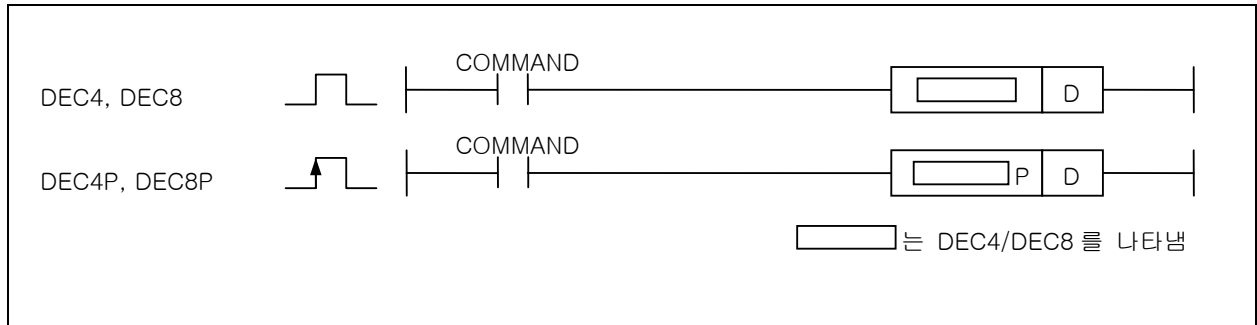 COMMAND
DEC4, DEC8
D
COMMAND
DEC4P, DEC8P
P
D
는 DEC4/DEC8 를 나타냄